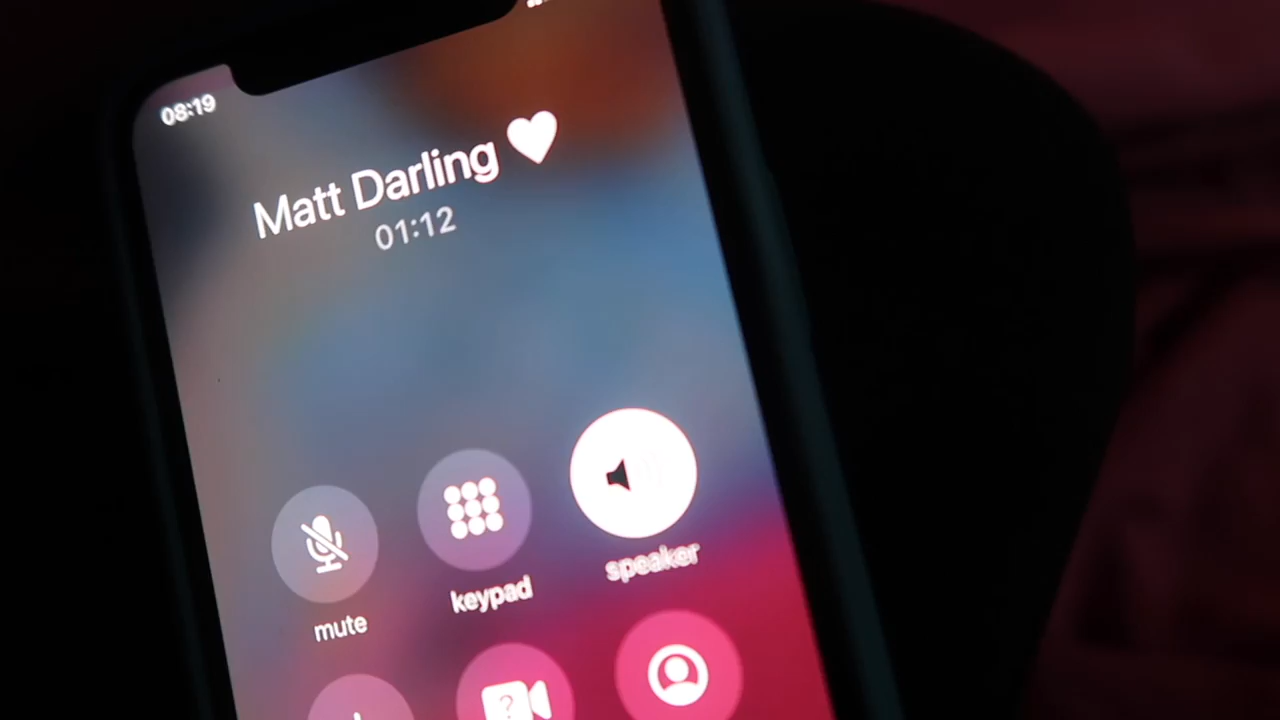 08:19
Matt Darling 🤍
01:12
mute
keypad
speaker
?